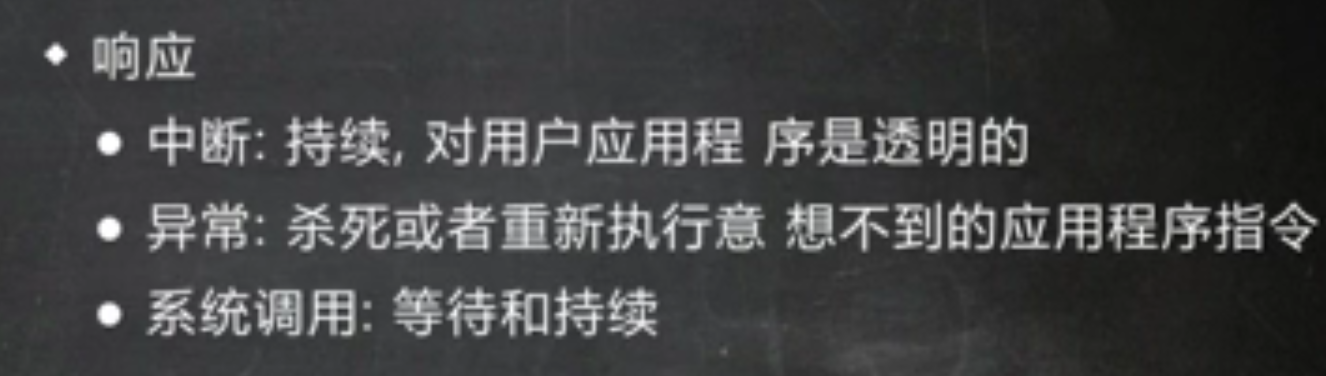 响应
中断: 持续, 对用户应用程 序是透明的
异常: 杀死或者重新执行意 想不到的应用程序指令
系统调用: 等待和持续